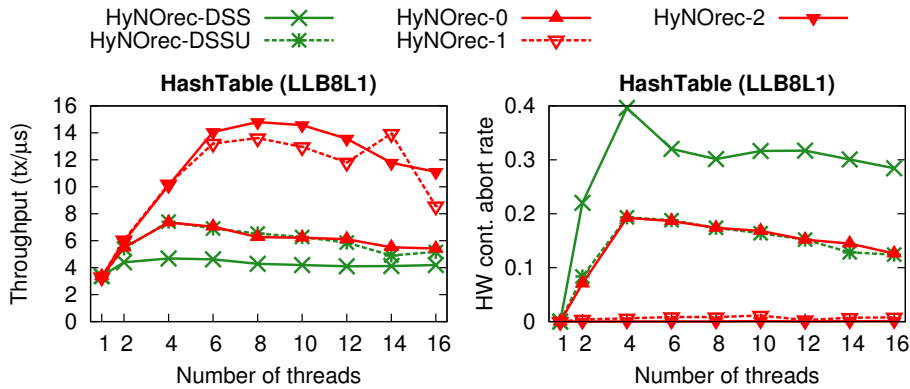 HyNOrec-DSS
HyNOrec-DSSU
HyNOrec-0
HyNOrec-1
HyNOrec-2
HashTable (LLB8L1)
Throughput (tx/µs)
16
14
12
10
8
6
4
2
0
1 2 4 6 8 10 12 14 16
Number of threads
HashTable (LLB8L1)
HW cont. abort rate
0.4
0.3
0.2
0.1
0
1 2 4 6 8 10 12 14 16
Number of threads